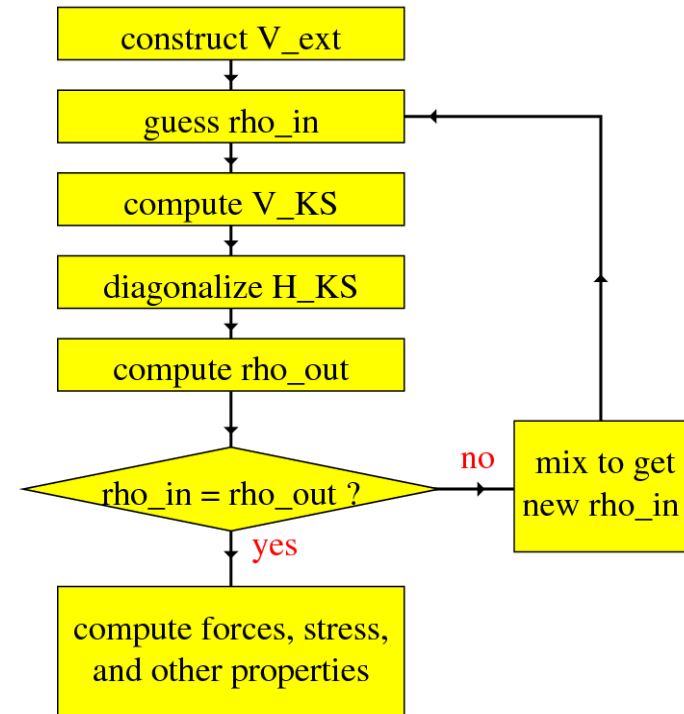 construct V_ext
guess rho_in
compute V_KS
diagonalize H_KS
compute rho_out
rho_in = rho_out ?
no
mix to get
new rho_in
yes
compute forces, stress,
and other properties